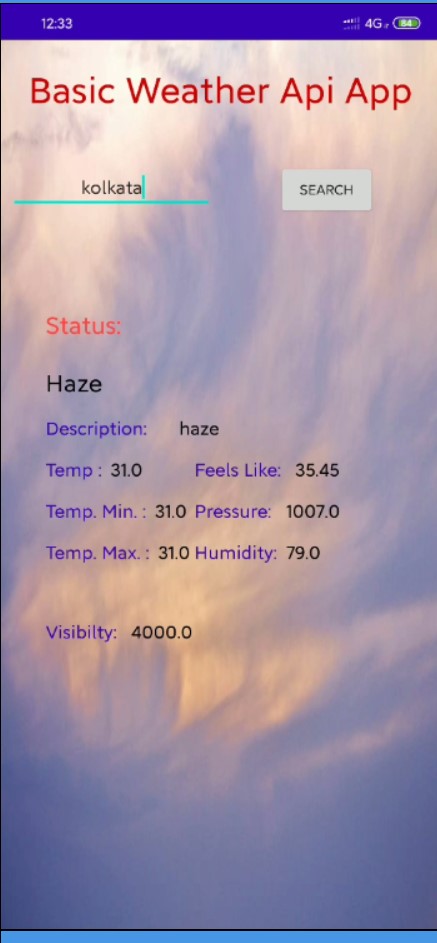 12:33 4G 84
Basic Weather Api App
kolkata SEARCH
Status:
Haze
Description: haze
Temp : 31.0 Feels Like: 35.45
Temp. Min. : 31.0 Pressure: 1007.0
Temp. Max. : 31.0 Humidity: 79.0
Visibilty: 4000.0